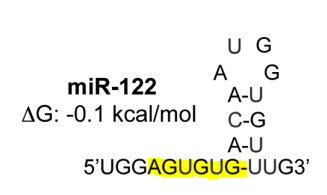 U G
A G
miR-122
A-U
ΔG: -0.1 kcal/mol
C-G
A-U
5'UGGAGUGUG-UUG3'